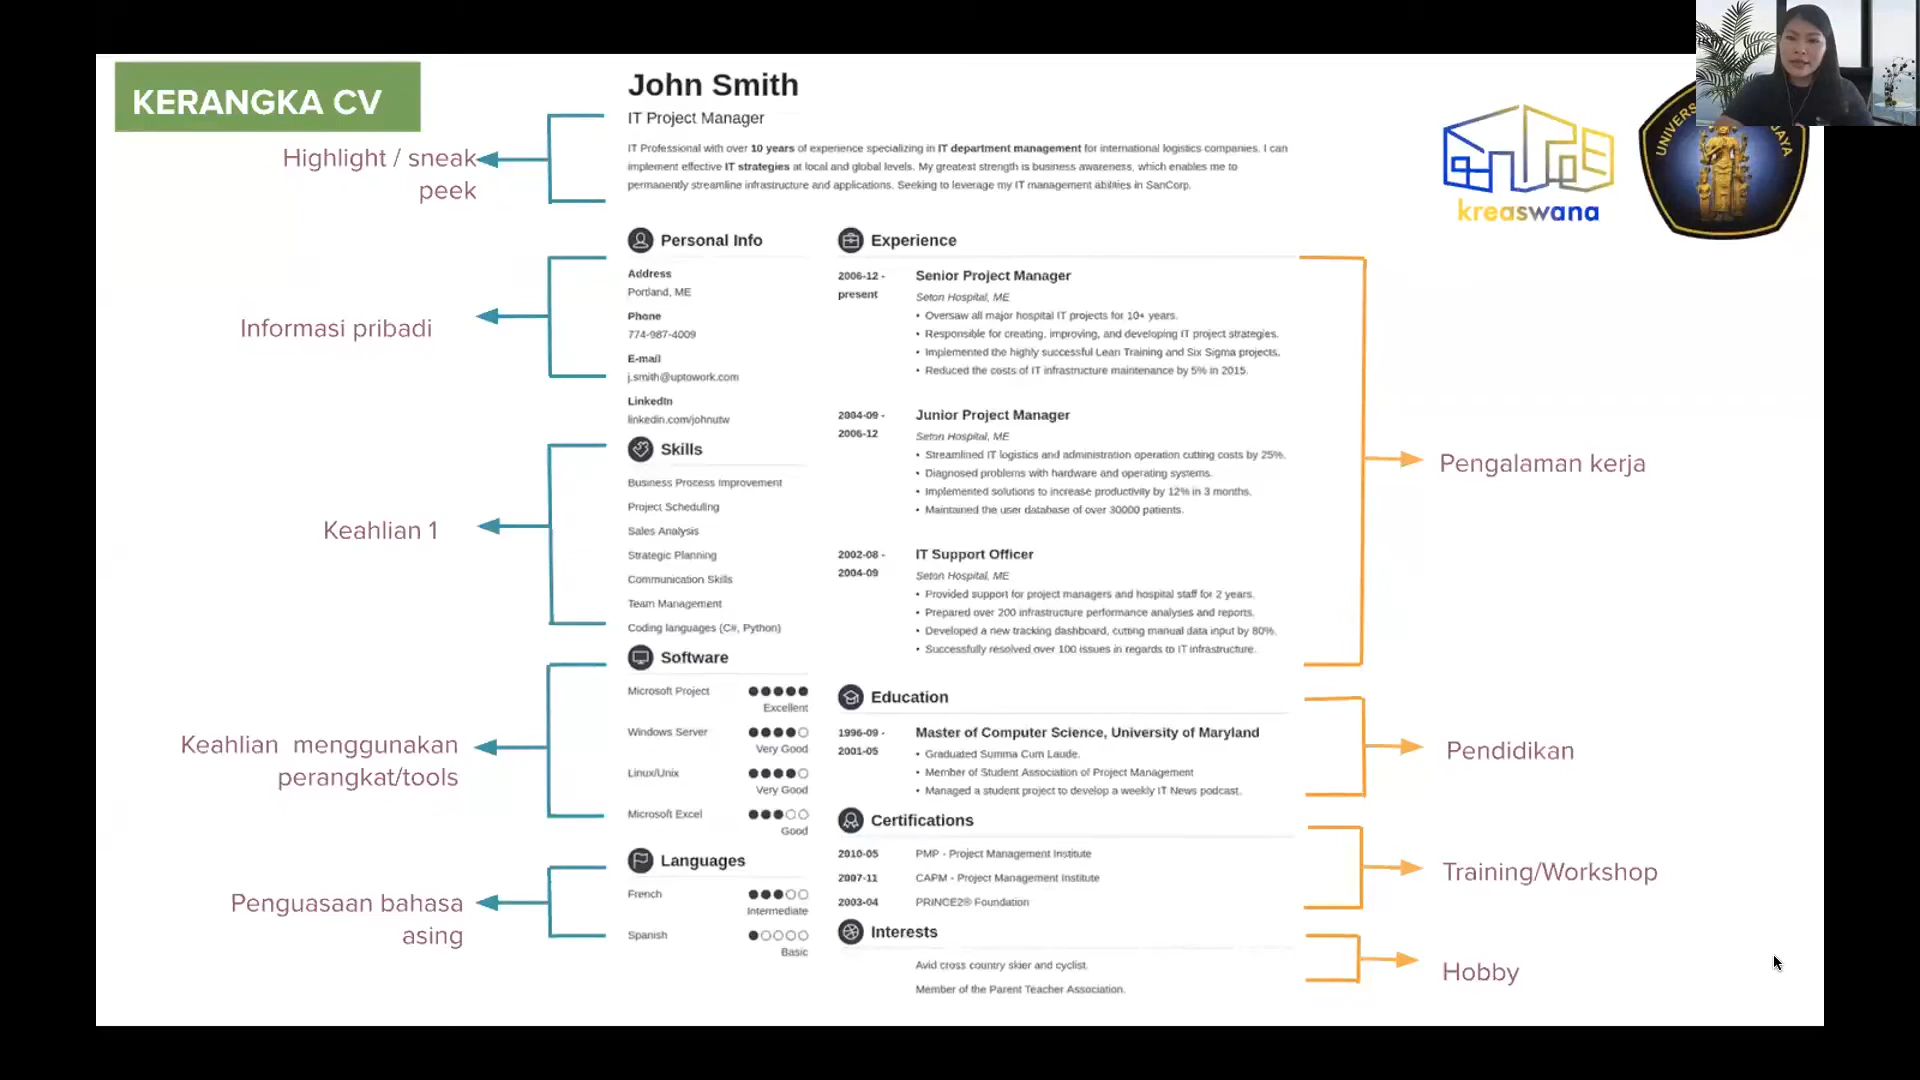 KERANGKA CV
Highlight / sneak
peek
Informasi pribadi
Keahlian 1
Keahlian menggunakan
perangkat/tools
Penguasaan bahasa
asing
John Smith
IT Project Manager
IT Professional with over 10 years of experience specializing in IT department management for international logistics companies. I can
implement effective IT strategies at local and global levels. My greatest strength is business awareness, which enables me to
permanently streamline infrastructure and applications. Seeking to leverage my IT management abilities in SanCorp.
Personal Info
Address
Portland, ME
Phone
774-987-4009
E-mail
j.smith@uptowork.com
LinkedIn
linkedin.com/johnutw
Skills
Business Process Improvement
Project Scheduling
Sales Analysis
Strategic Planning
Communication Skills
Team Management
Coding languages (C#, Python)
Software
Microsoft Project
Excellent
Windows Server
Very Good
Linux/Unix
Very Good
Microsoft Excel
Good
Languages
French
Intermediate
Spanish
Basic
Experience
2006-12 -
present
Senior Project Manager
Seton Hospital, ME
• Oversaw all major hospital IT projects for 10+ years.
• Responsible for creating, improving, and developing IT project strategies.
• Implemented the highly successful Lean Training and Six Sigma projects.
• Reduced the costs of IT infrastructure maintenance by 5% in 2015.
2004-09 -
2006-12
Junior Project Manager
Seton Hospital, ME
• Streamlined IT logistics and administration operation cutting costs by 25%.
• Diagnosed problems with hardware and operating systems.
• Implemented solutions to increase productivity by 12% in 3 months.
• Maintained the user database of over 30000 patients.
2002-08 -
2004-09
IT Support Officer
Seton Hospital, ME
• Provided support for project managers and hospital staff for 2 years.
• Prepared over 200 infrastructure performance analyses and reports.
• Developed a new tracking dashboard, cutting manual data input by 80%.
• Successfully resolved over 100 issues in regards to IT infrastructure.
Education
1996-09 -
2001-05
Master of Computer Science, University of Maryland
• Graduated Summa Cum Laude.
• Member of Student Association of Project Management
• Managed a student project to develop a weekly IT News podcast.
Certifications
2010-05 PMP - Project Management Institute
2007-11 CAPM - Project Management Institute
2003-04 PRINCE2® Foundation
Interests
Avid cross country skier and cyclist.
Member of the Parent Teacher Association.
kreaswana
Pengalaman kerja
Pendidikan
Training/Workshop
Hobby